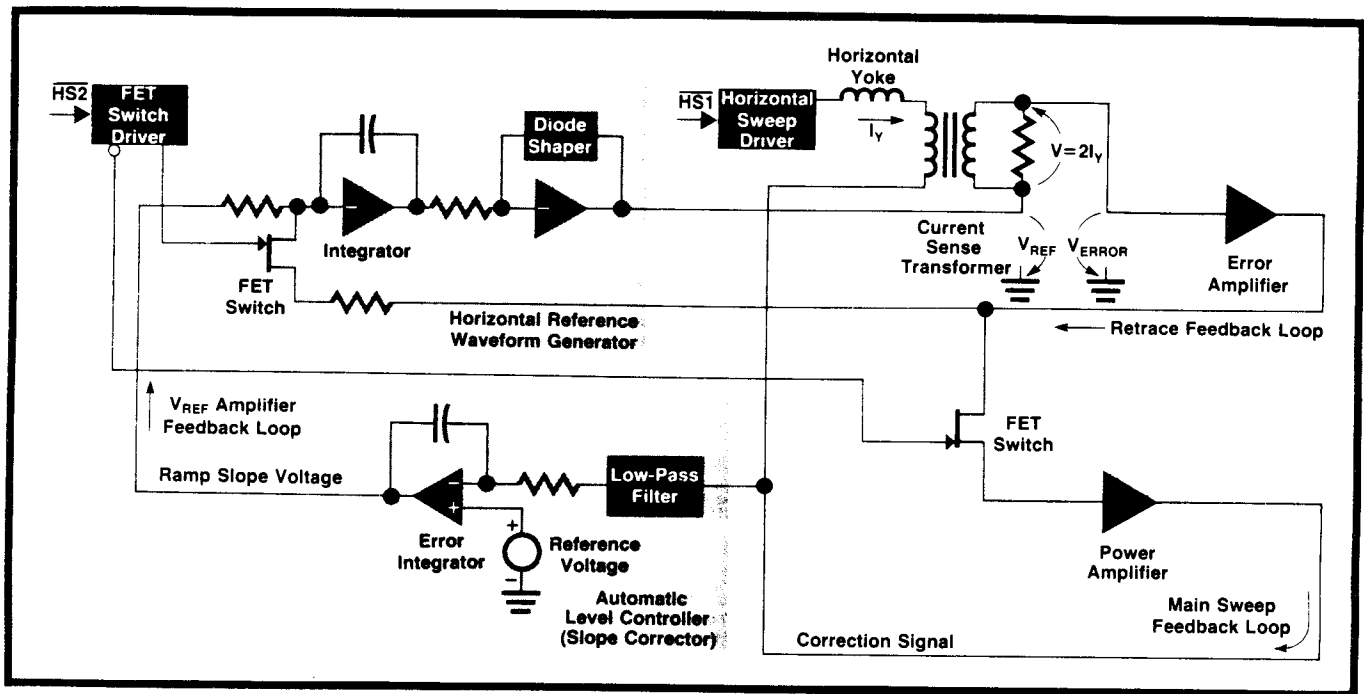 HS2
FET
Switch
Driver
Diode
Shaper
HS1
Horizontal
Sweep
Driver
Horizontal
Yoke
IY
V=2IY
–
Integrator
–
FET
Switch
Current
Sense
Transformer
VREF
VERROR
Error
Amplifier
Horizontal Reference
Waveform Generator
Retrace Feedback Loop
VREF Amplifier
Feedback Loop
Ramp Slope Voltage
–
+
Error
Integrator
+
–
Reference
Voltage
Low-Pass
Filter
Automatic
Level Controller
(Slope Corrector)
FET
Switch
Power
Amplifier
Main Sweep
Feedback Loop
Correction Signal